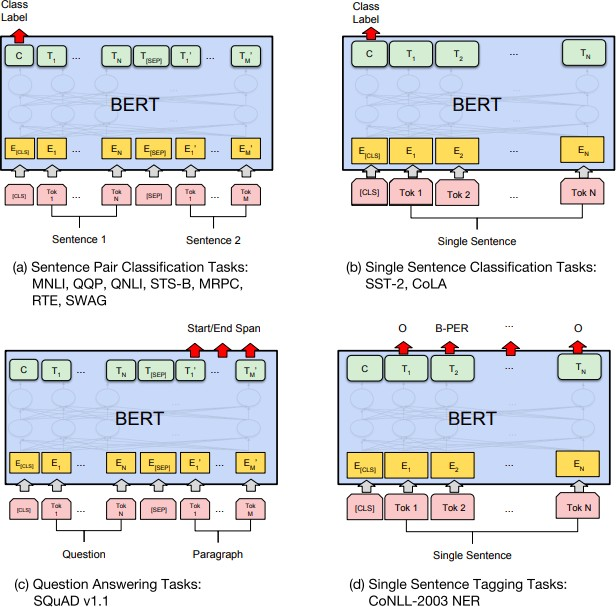 Class
Label
C T1 ... TN T[SEP] T1' ... TM'
BERT
E[CLS] E1 ... EN E[SEP] E1' ... EM'
[CLS] Tok 1 ... Tok N [SEP] Tok 1 ... Tok M
Sentence 1 Sentence 2
(a) Sentence Pair Classification Tasks:
MNLI, QQP, QNLI, STS-B, MRPC,
RTE, SWAG
Class
Label
C T1 T2 ... TN
BERT
E[CLS] E1 E2 ... EN
[CLS] Tok 1 Tok 2 ... Tok N
Single Sentence
(b) Single Sentence Classification Tasks:
SST-2, CoLA
Start/End Span
C T1 ... TN T[SEP] T1' ... TM'
BERT
E[CLS] E1 ... EN E[SEP] E1' ... EM'
[CLS] Tok 1 ... Tok N [SEP] Tok 1 ... Tok M
Question Paragraph
(c) Question Answering Tasks:
SQuAD v1.1
O B-PER ... O
C T1 T2 ... TN
BERT
E[CLS] E1 E2 ... EN
[CLS] Tok 1 Tok 2 ... Tok N
Single Sentence
(d) Single Sentence Tagging Tasks:
CoNLL-2003 NER